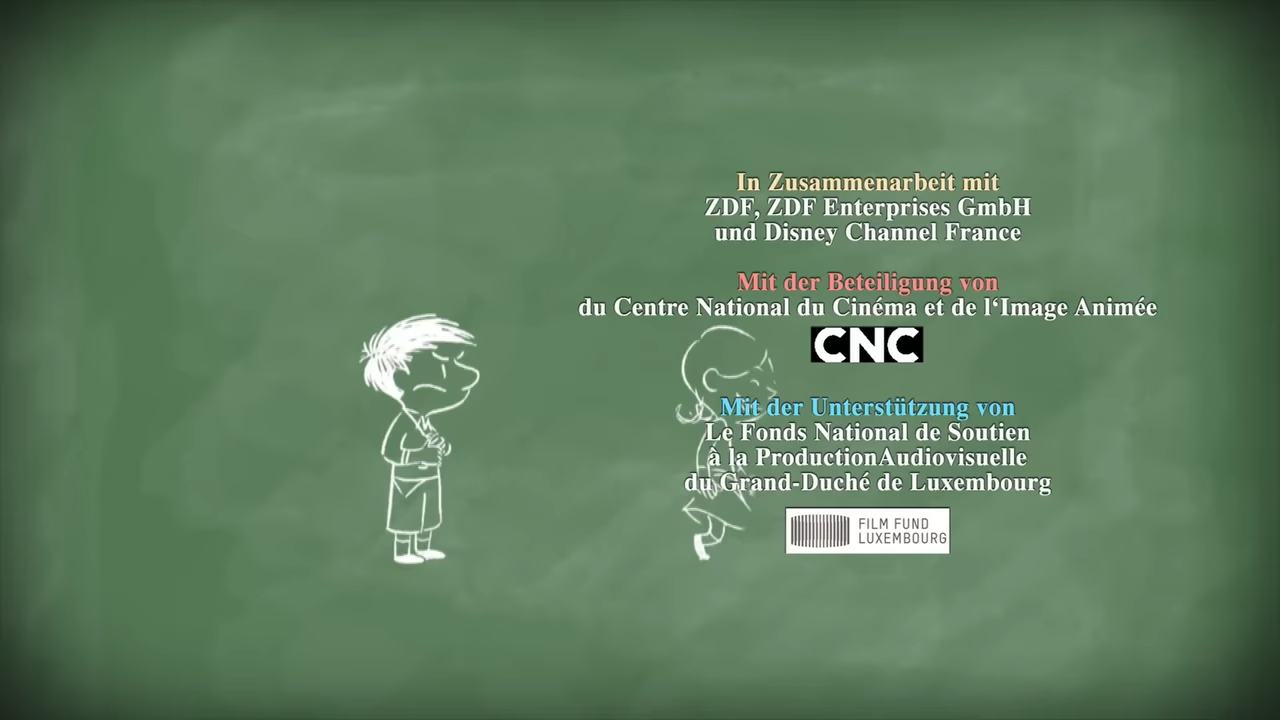 In Zusammenarbeit mit
ZDF, ZDF Enterprises GmbH
und Disney Channel France
Mit der Beteiligung von
du Centre National du Cinéma et de l‘Image Animée
CNC
Mit der Unterstützung von
Le Fonds National de Soutien
à la ProductionAudiovisuelle
du Grand-Duché de Luxembourg
FILM FUND
LUXEMBOURG